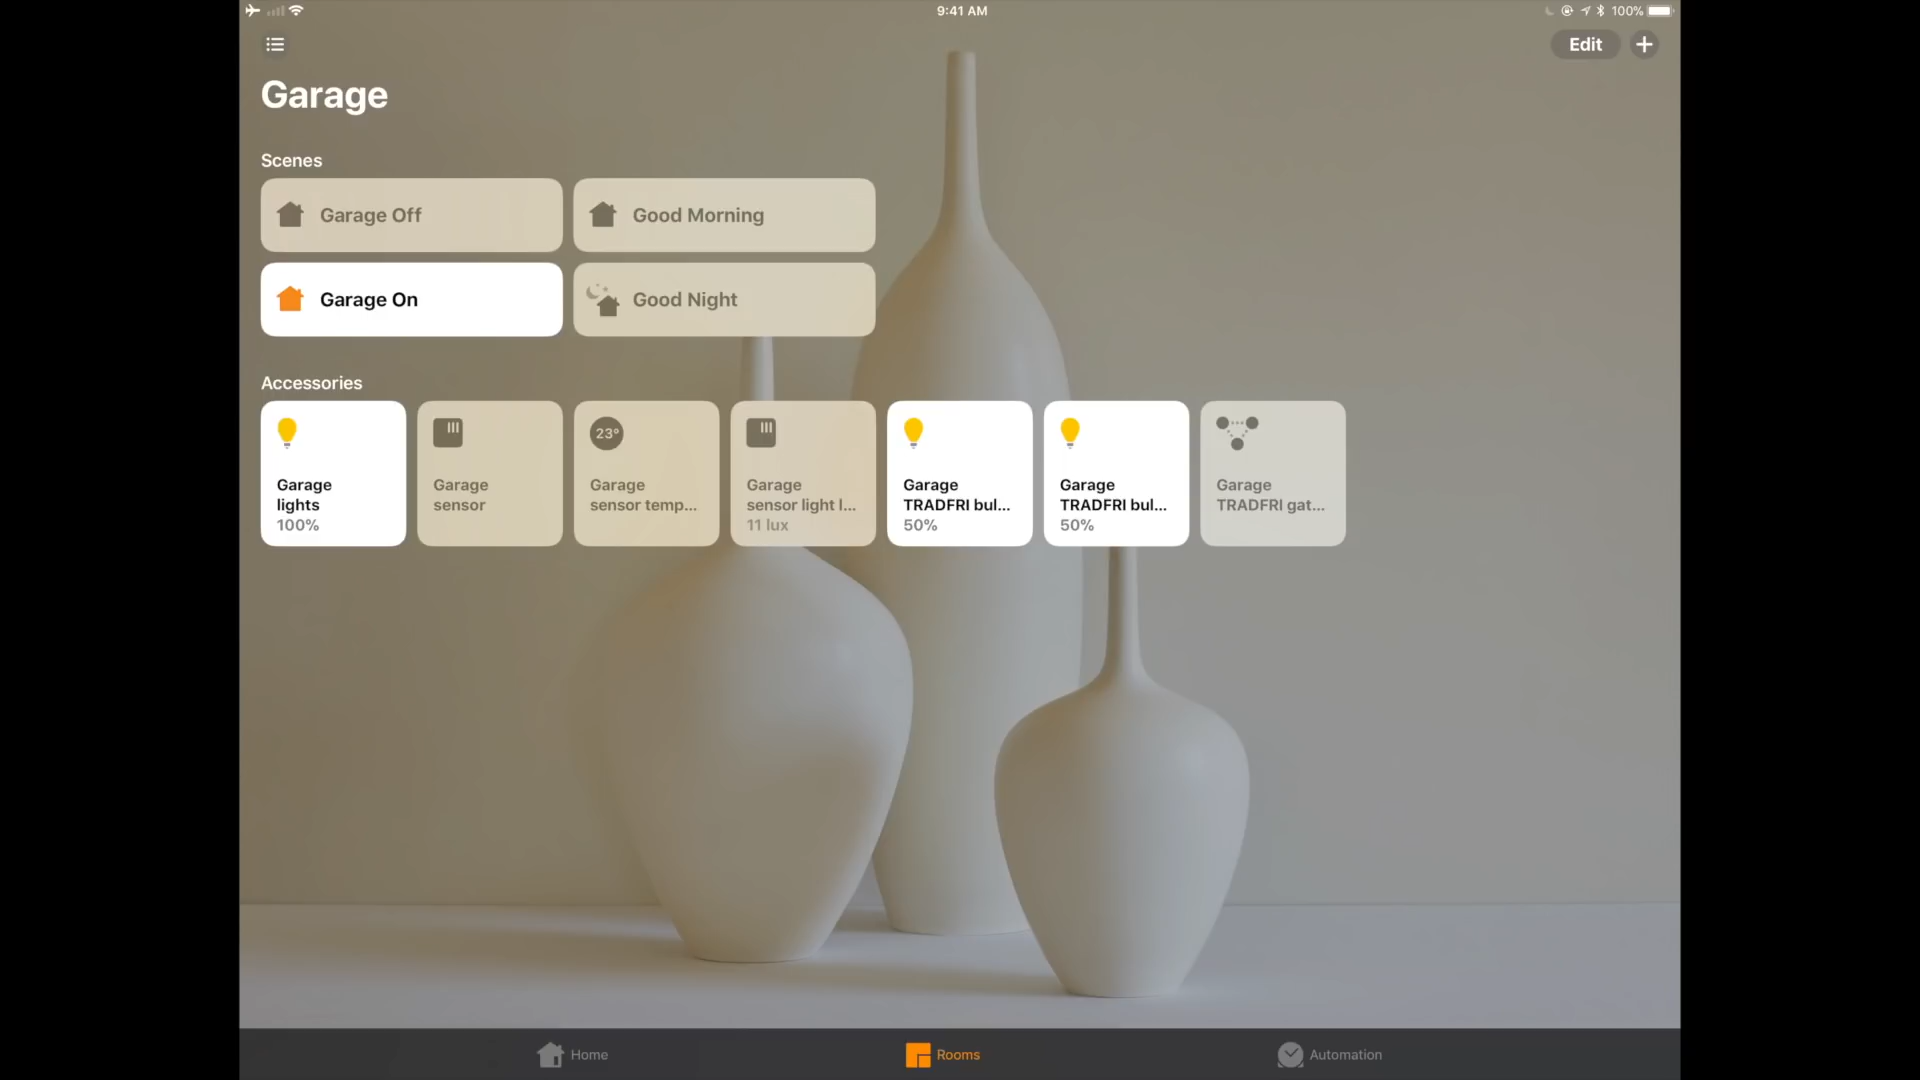 9:41 AM
100%
Edit
Garage
Scenes
Garage Off
Good Morning
Garage On
Good Night
Accessories
Garage
lights
100%
Garage
sensor
23°
Garage
sensor temp...
Garage
sensor light l...
11 lux
Garage
TRADFRI bul...
50%
Garage
TRADFRI bul...
50%
Garage
TRADFRI gat...
Home
Rooms
Automation